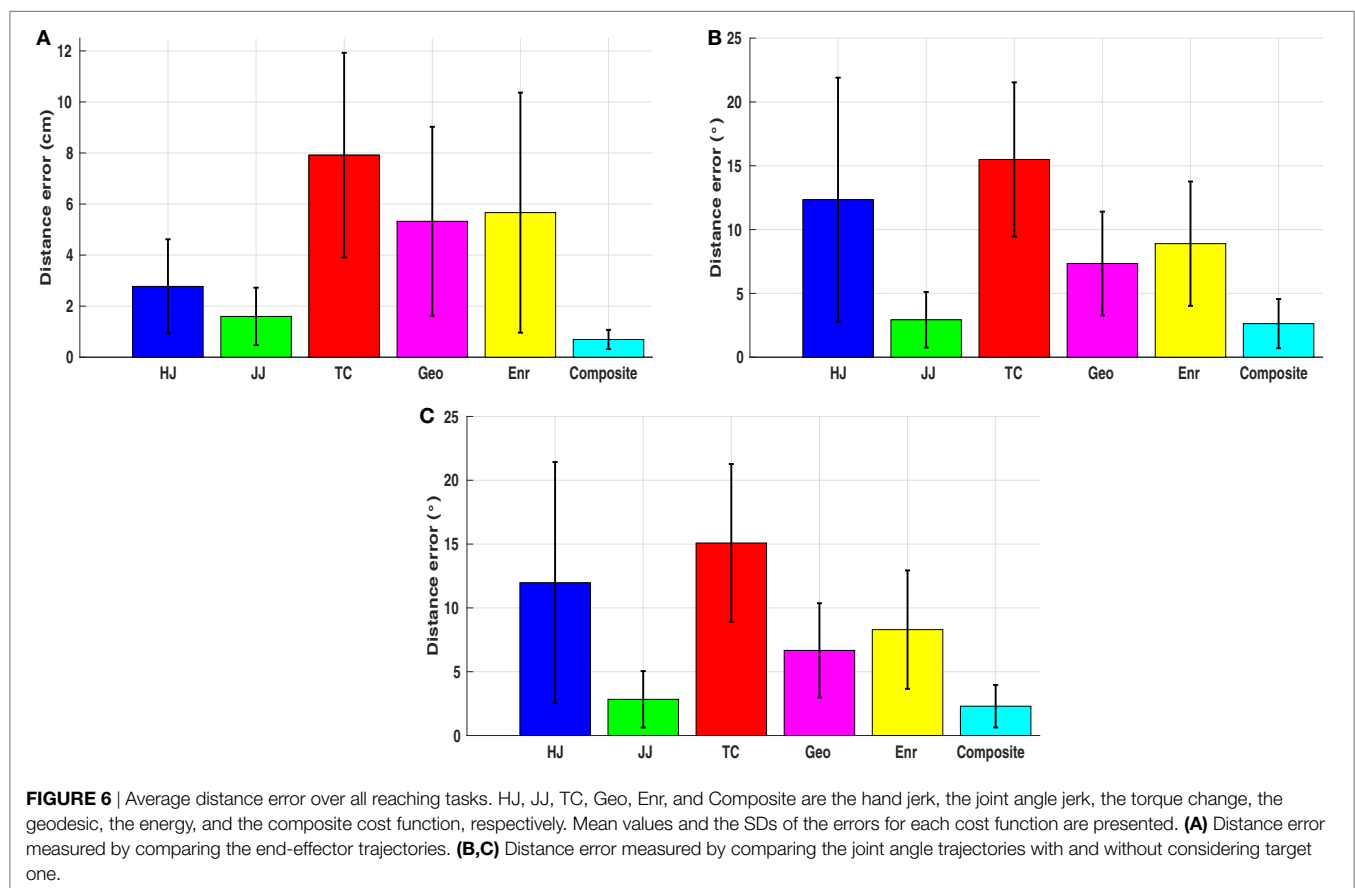 A
12
10
8
6
4
2
0
Distance error (cm)
HJ JJ TC Geo Enr Composite
B
25
20
15
10
5
0
Distance error (°)
HJ JJ TC Geo Enr Composite
C
25
20
15
10
5
0
Distance error (°)
HJ JJ TC Geo Enr Composite
FIGURE 6 | Average distance error over all reaching tasks. HJ, JJ, TC, Geo, Enr, and Composite are the hand jerk, the joint angle jerk, the torque change, the
geodesic, the energy, and the composite cost function, respectively. Mean values and the SDs of the errors for each cost function are presented. (A) Distance error
measured by comparing the end-effector trajectories. (B,C) Distance error measured by comparing the joint angle trajectories with and without considering target
one.